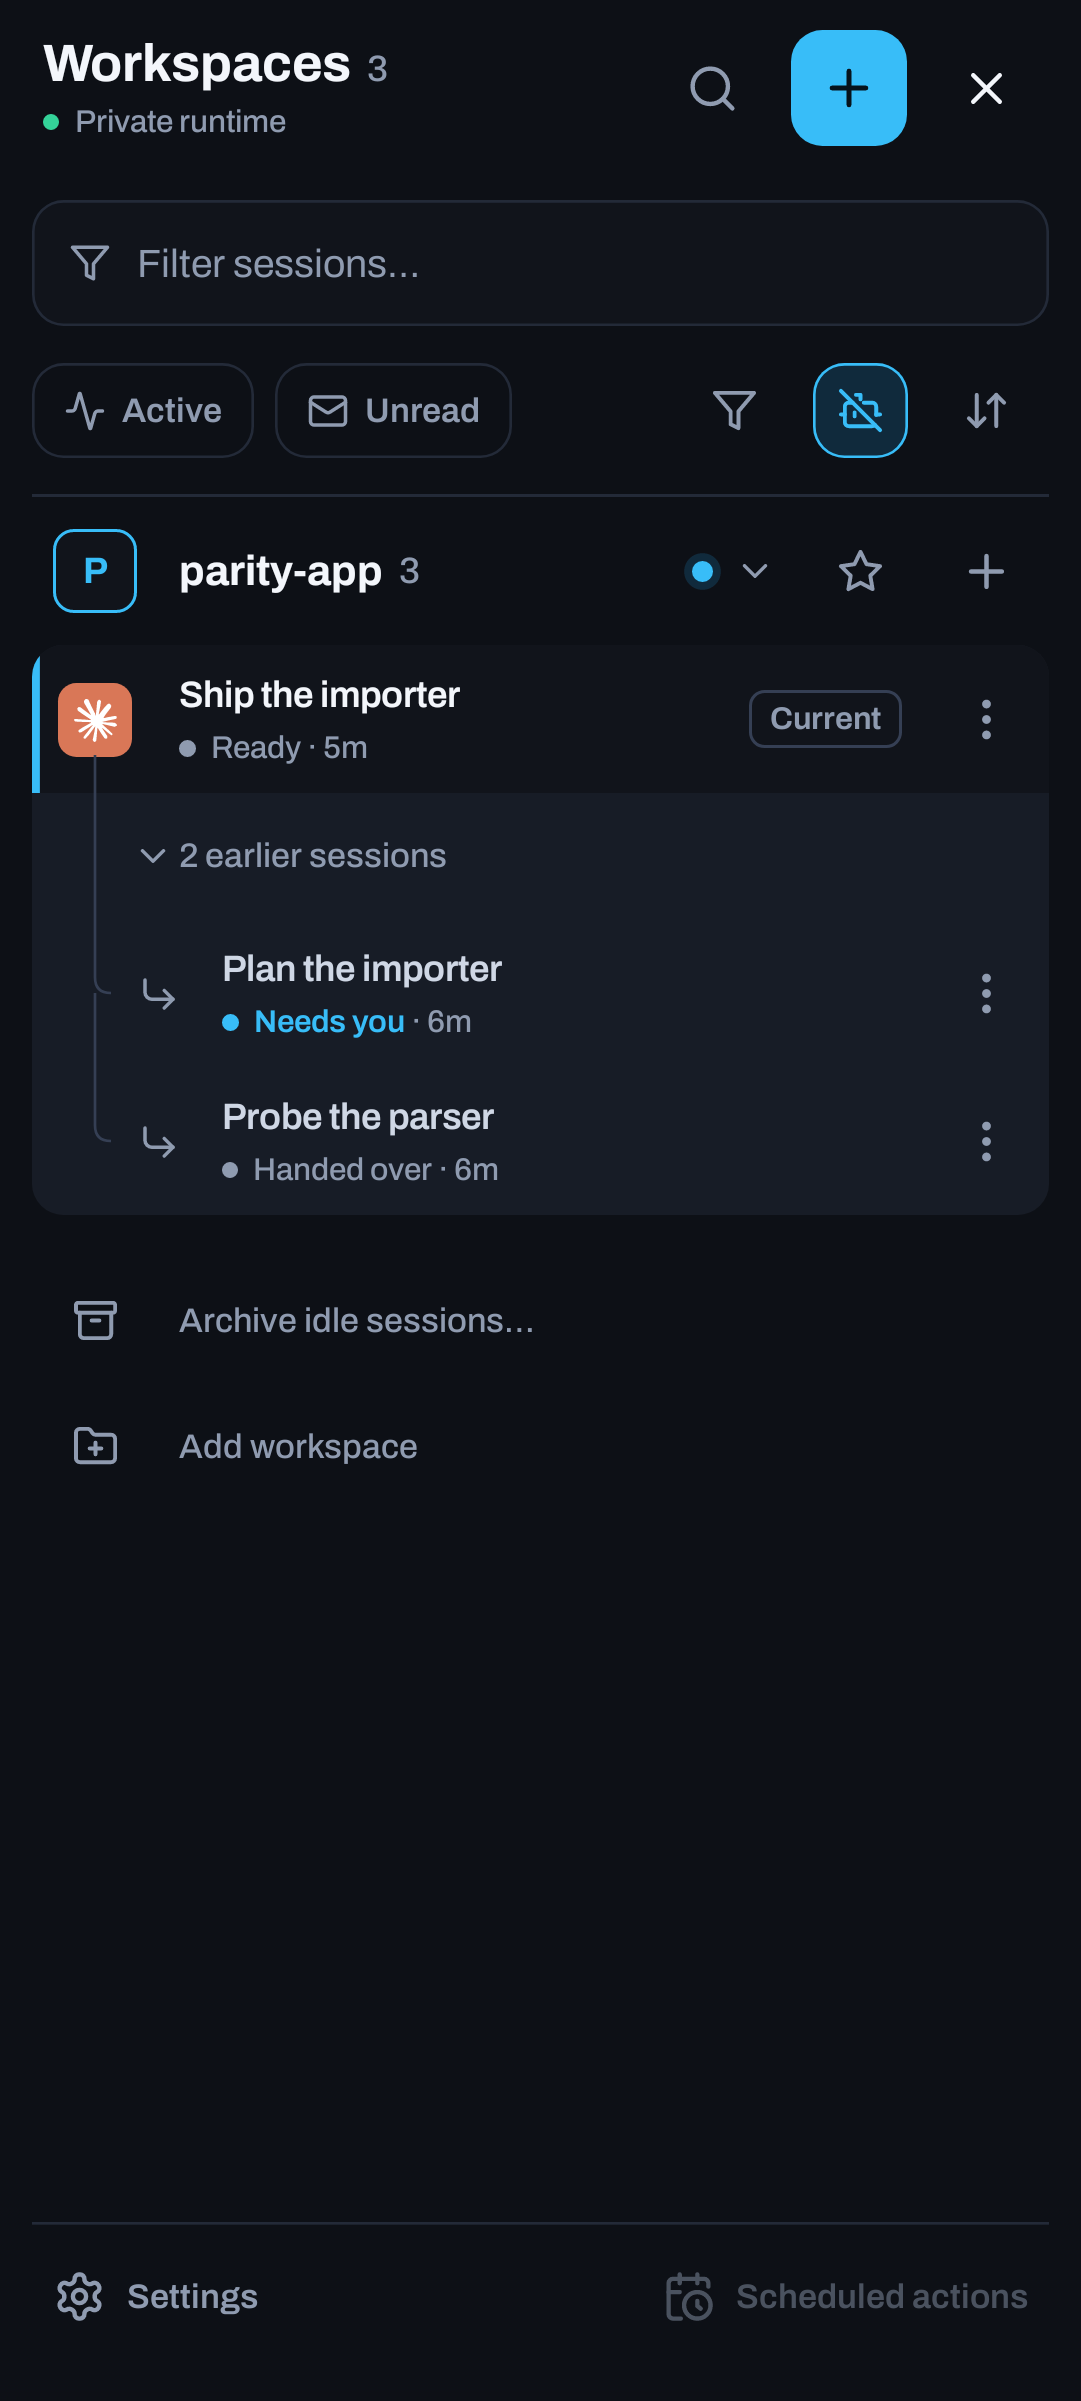 Workspaces 3
Private runtime
Filter sessions...
Active
Unread
P
parity-app 3
Ship the importer
Ready · 5m
Current
2 earlier sessions
Plan the importer
Needs you · 6m
Probe the parser
Handed over · 6m
Archive idle sessions...
Add workspace
Settings
Scheduled actions